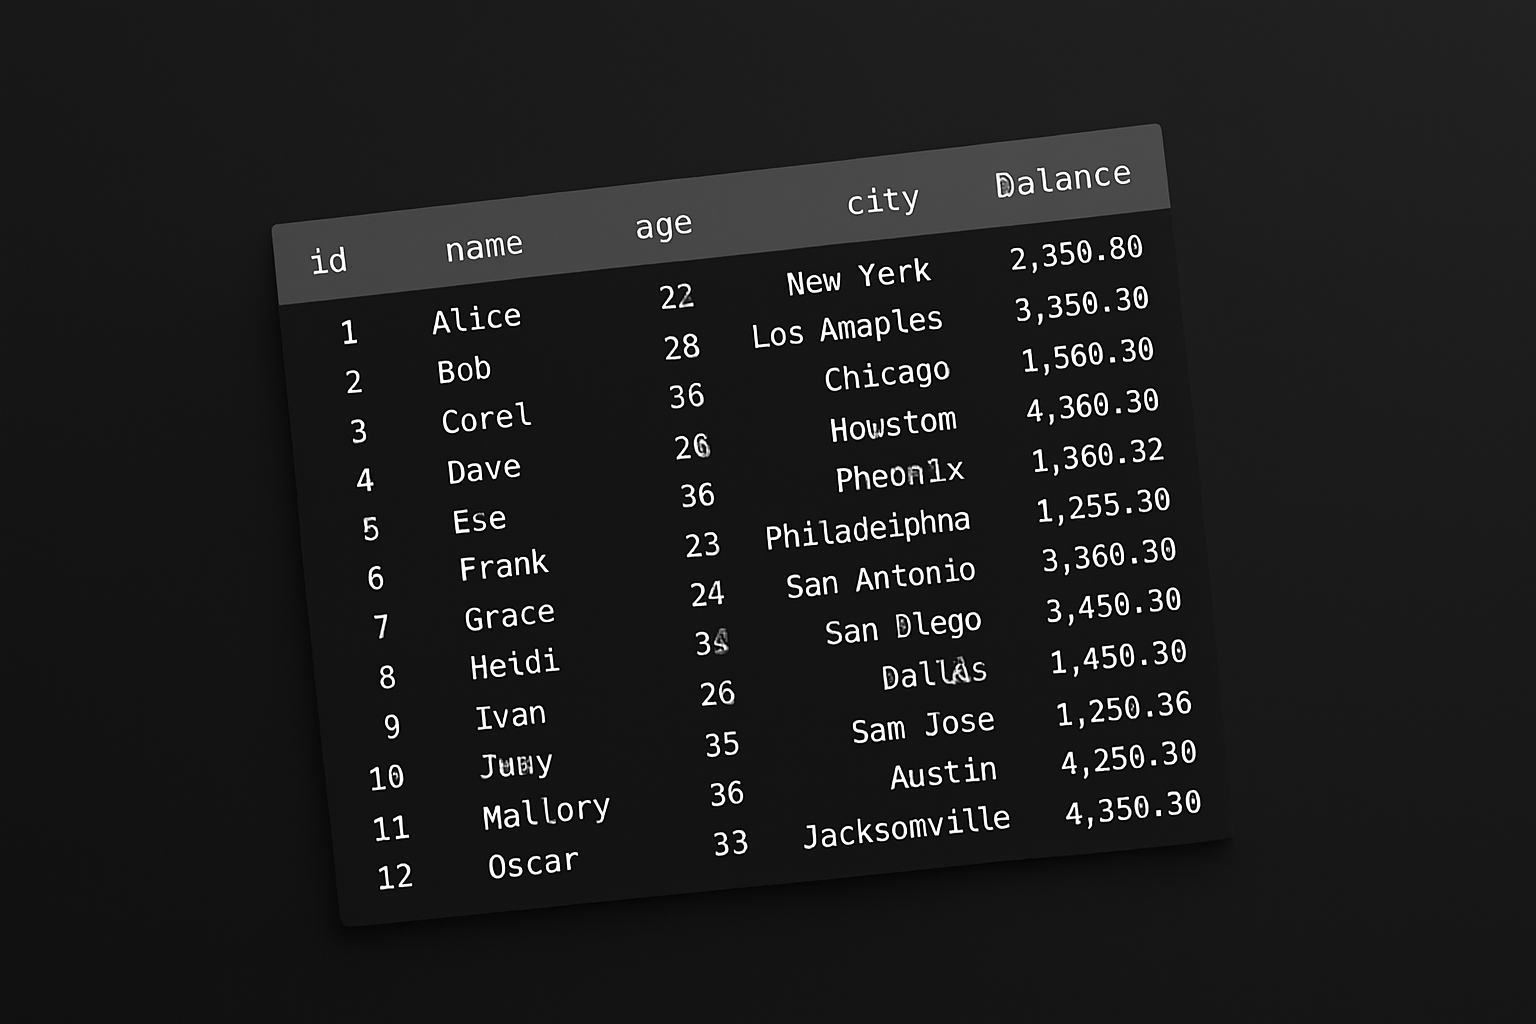 id name age city Dalance
1 Alice 22 New Yerk 2,350.80
2 Bob 28 Los Amaples 3,350.30
3 Corel 36 Chicago 1,560.30
4 Dave 26 Howstom 4,360.30
5 Ese 36 Pheon1x 1,360.32
6 Frank 23 Philadeiphna 1,255.30
7 Grace 24 San Antonio 3,360.30
8 Heidi San Dlego 3,450.30
9 Ivan 26 1,450.30
10 35 Sam Jose 1,250.36
11 Mallory 36 Austin 4,250.30
12 Oscar 33 Jacksomville 4,350.30